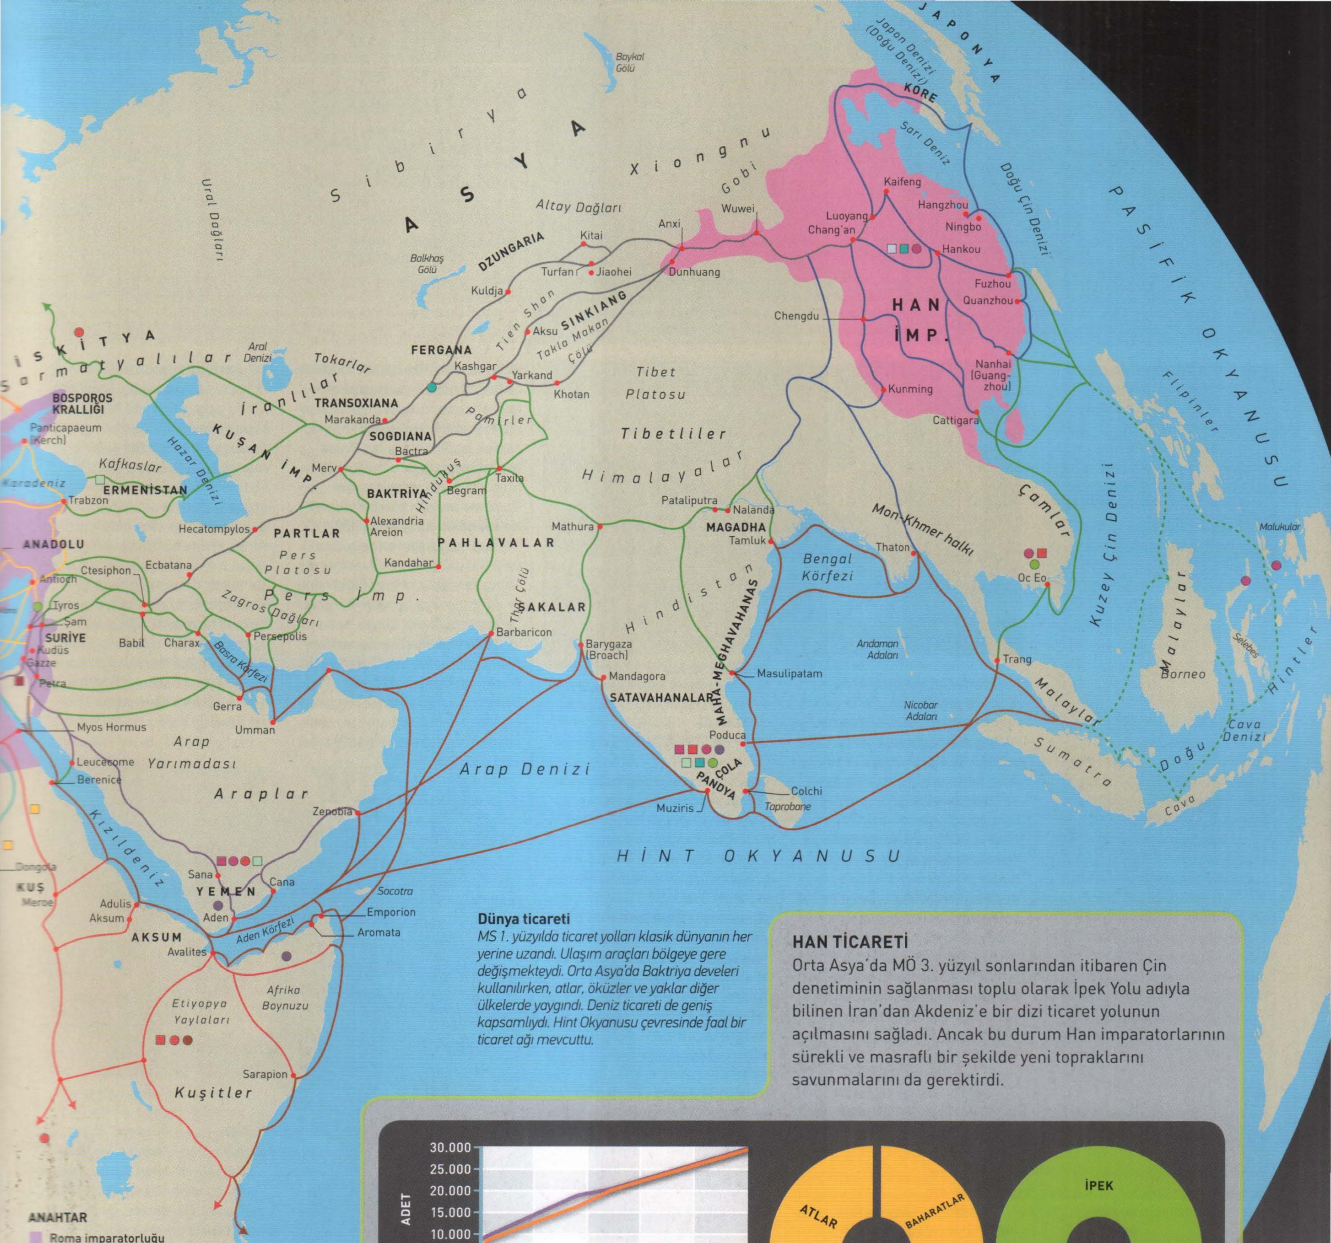 JAPONYA
Japon Denizi
(Doğu Denizi)
KORE
Baykal
Gölü
Sibirya
ASYA
Xiongnu
Gobi
Sarı Deniz
Doğu Çin Denizi
PASİFİK OKYANUSU
Ural Dağları
Altay Dağları
Balkhaş
Gölü
DZUNGARIA
Kitai
Anxi
Wuwei
Kaifeng
Luoyang
Chang'an
Hangzhou
Ningbo
Hankou
Turfan
Jiaohei
Dunhuang
Kuldja
Tien Shan
SINKIANG
Aksu
Takla Makan
Çölü
Fuzhou
Quanzhou
HAN
İMP.
Chengdu
Nanhai
(Guang-
zhou)
Kunming
Cattigara
Flipinler
İSKİTYA
Sarmatyalılar
Aral
Denizi
Tokarlar
FERGANA
Kashgar
Yarkand
Khotan
Tibet
Platosu
Tibetliler
Himalayalar
İranlılar
TRANSOXIANA
Marakanda
SOGDIANA
Pamirler
Bactra
BOSPOROS
KRALLIĞI
Panticapaeum
(Kerch)
KUŞAN İMP.
Hazar Denizi
Kafkaslar
Karadeniz
ERMENİSTAN
Trabzon
Merv
BAKTRİYA
Hindukuş
Begram
Taxila
Hecatompylos
PARTLAR
Alexandria
Areion
PAHLAVALAR
Mathura
Pataliputra
Nalanda
MAGADHA
Tamluk
Mon-Khmer halkı
Thaton
Çamlar
Kuzey Çin Denizi
Malukular
ANADOLU
Antioch
Ctesiphon
Ecbatana
Pers
Platosu
Kandahar
Pers imp.
Zagros Dağları
Tyros
Şam
SURİYE
Kudüs
Gazze
Petra
Babil
Charax
Persepolis
Basra Körfezi
Thar Çölü
SAKALAR
Hindistan
Barbaricon
Barygaza
(Broach)
Mandagora
SATAVAHANALAR
MAHA-MEGHAVAHANAS
Masulipatam
Bengal
Körfezi
Oc Eo
Andaman
Adaları
Trang
Nicobar
Adaları
Malaylar
Malaylar
Borneo
Selebes
Doğu Hintler
Cava
Denizi
Sumatra
Cava
Gerra
Umman
Myos Hormus
Arap
Yarımadası
Leucecome
Berenice
Araplar
Arap Denizi
Poduca
ÇOLA
PANDYA
Muziris
Colchi
Taprobane
Zenobia
HİNT OKYANUSU
Kızıldeniz
Dongola
KUŞ
Meroe
Sana
YEMEN
Cana
Aden
Socotra
Aden Körfezi
Emporion
Aromata
Adulis
Aksum
AKSUM
Avalites
Etiyopya
Yaylaları
Afrika
Boynuzu
Sarapion
Kuşitler
Dünya ticareti
MS 1. yüzyılda ticaret yolları klasik dünyanın her
yerine uzandı. Ulaşım araçları bölgeye gere
değişmekteydi. Orta Asya'da Baktriya develeri
kullanılırken, atlar, öküzler ve yaklar diğer
ülkelerde yaygındı. Deniz ticareti de geniş
kapsamlıydı. Hint Okyanusu çevresinde faal bir
ticaret ağı mevcuttu.
HAN TİCARETİ
Orta Asya'da MÖ 3. yüzyıl sonlarından itibaren Çin
denetiminin sağlanması toplu olarak İpek Yolu adıyla
bilinen İran'dan Akdeniz'e bir dizi ticaret yolunun
açılmasını sağladı. Ancak bu durum Han imparatorlarının
sürekli ve masraflı bir şekilde yeni topraklarını
savunmalarını da gerektirdi.
ADET
30.000
25.000
20.000
15.000
10.000
ATLAR
BAHARATLAR
İPEK
ANAHTAR
Roma imparatorluğu